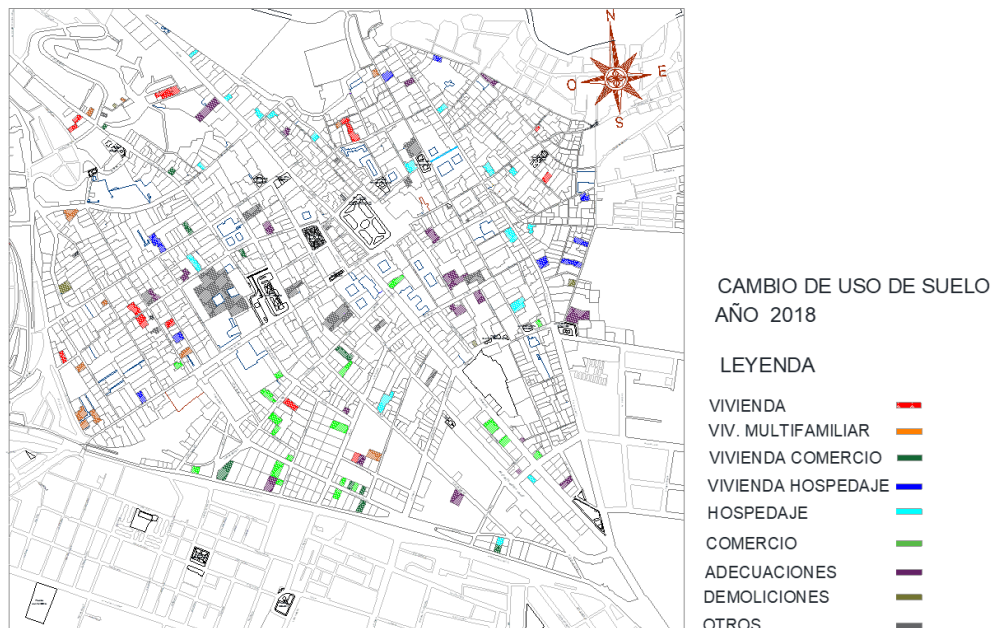 N
E
O
S
CAMBIO DE USO DE SUELO
AÑO 2018
LEYENDA
VIVIENDA
VIV. MULTIFAMILIAR
VIVIENDA COMERCIO
VIVIENDA HOSPEDAJE
HOSPEDAJE
COMERCIO
ADECUACIONES
DEMOLICIONES
OTROS